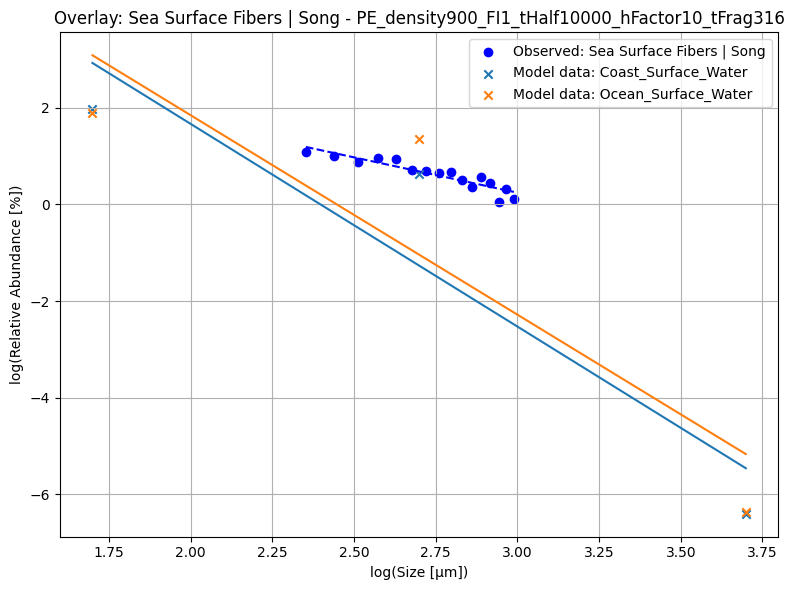 Overlay: Sea Surface Fibers | Song - PE_density900_FI1_tHalf10000_hFactor10_tFrag316
Observed: Sea Surface Fibers | Song
Model data: Coast_Surface_Water
Model data: Ocean_Surface_Water
log(Relative Abundance [%])
2
0
−2
−4
−6
1.75 2.00 2.25 2.50 2.75 3.00 3.25 3.50 3.75
log(Size [μm])